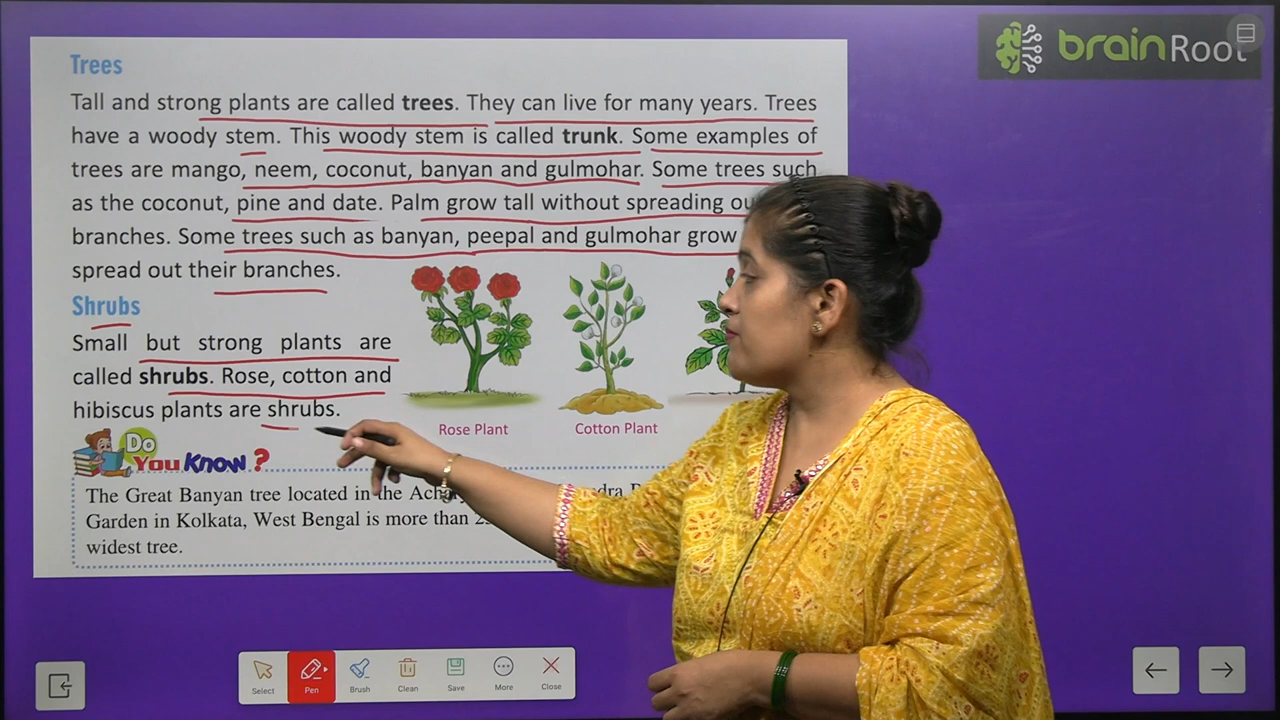 brainRoot
Trees
Tall and strong plants are called trees. They can live for many years. Trees
have a woody stem. This woody stem is called trunk. Some examples of
trees are mango, neem, coconut, banyan and gulmohar. Some trees such
as the coconut, pine and date. Palm grow tall without spreading
branches. Some trees such as banyan, peepal and gulmohar grow
spread out their branches.
Shrubs
Small but strong plants are
called shrubs. Rose, cotton and
hibiscus plants are shrubs.
Rose Plant
Cotton Plant
Do You Know ?
The Great Banyan tree located in the
Garden in Kolkata, West Bengal is more than
widest tree.
Select
Pen
Brush
Clean
Save
More
Close